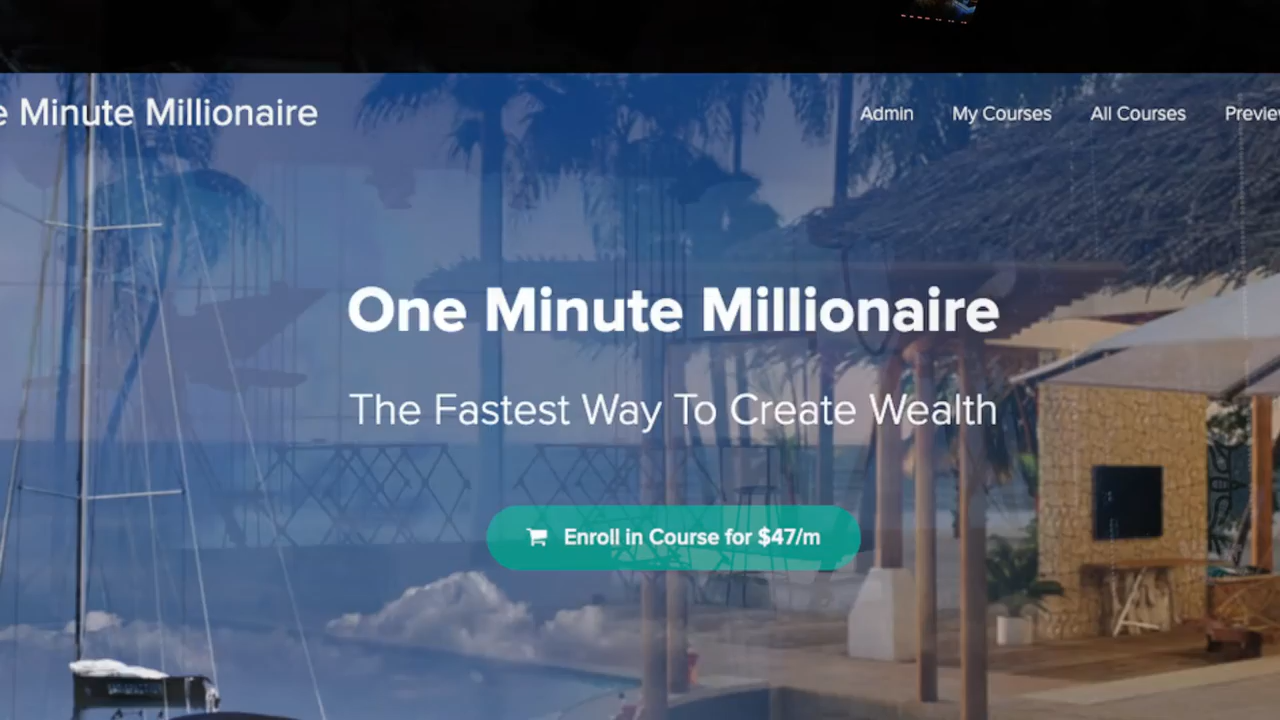 e Minute Millionaire
Admin My Courses All Courses Preview
One Minute Millionaire
The Fastest Way To Create Wealth
Enroll in Course for $47/m